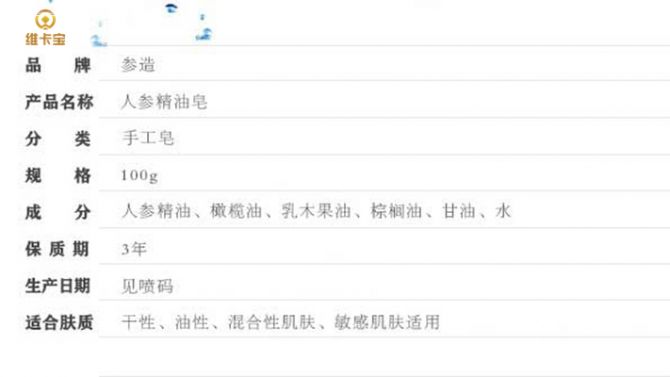 维卡宝
品 牌 参造
产品名称 人参精油皂
分 类 手工皂
规 格 100g
成 分 人参精油、橄榄油、乳木果油、棕榈油、甘油、水
保 质 期 3年
生产日期 见喷码
适合肤质 干性、油性、混合性肌肤、敏感肌肤适用